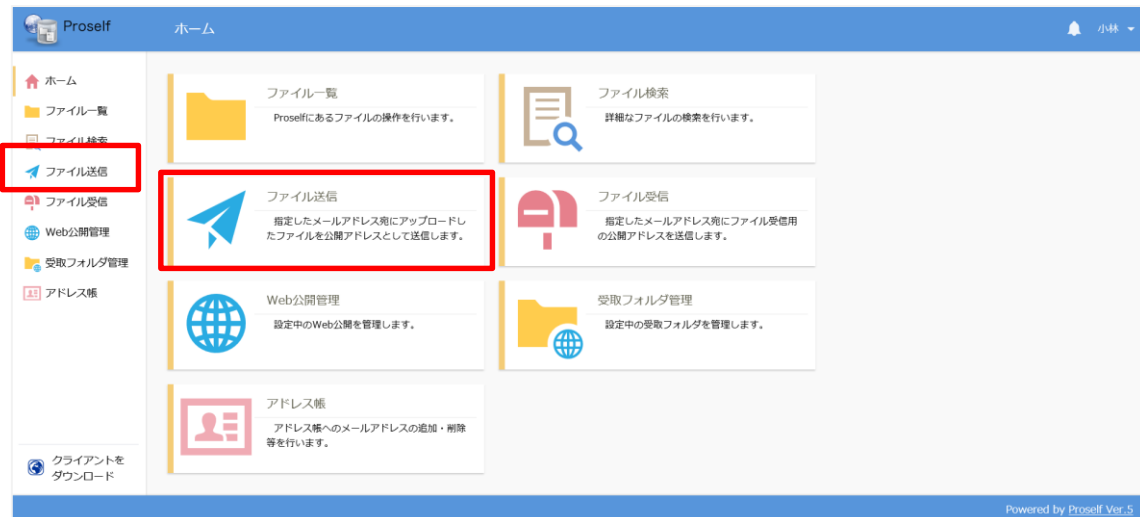 Proself
ホーム
小林
ホーム
ファイル一覧
ファイル検索
ファイル送信
ファイル受信
Web公開管理
受取フォルダ管理
アドレス帳
クライアントを
ダウンロード
ファイル一覧
Proselfにあるファイルの操作を行います。
ファイル検索
詳細なファイルの検索を行います。
ファイル送信
指定したメールアドレス宛にアップロードし
たファイルを公開アドレスとして送信します。
ファイル受信
指定したメールアドレス宛にファイル受信用
の公開アドレスを送信します。
Web公開管理
設定中のWeb公開を管理します。
受取フォルダ管理
設定中の受取フォルダを管理します。
アドレス帳
アドレス帳へのメールアドレスの追加・削除
等を行います。
Powered by Proself Ver.5